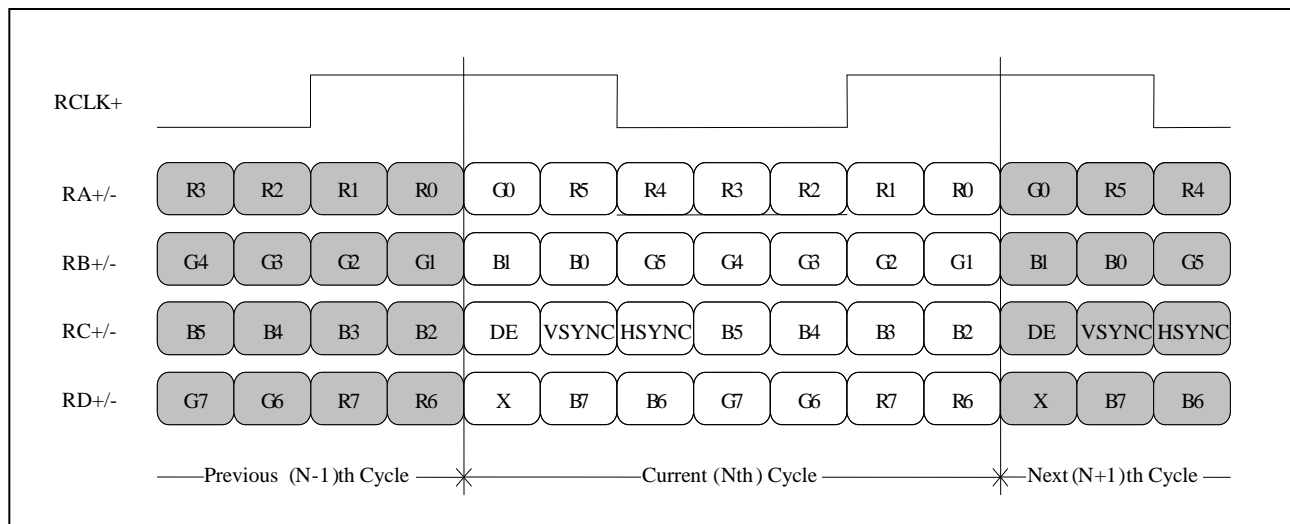 RCLK+
RA+/- R3 R2 R1 R0 G0 R5 R4 R3 R2 R1 R0 G0 R5 R4
RB+/- G4 G3 G2 G1 B1 B0 G5 G4 G3 G2 G1 B1 B0 G5
RC+/- B5 B4 B3 B2 DE VSYNC HSYNC B5 B4 B3 B2 DE VSYNC HSYNC
RD+/- G7 G6 R7 R6 X B7 B6 G7 G6 R7 R6 X B7 B6
Previous (N-1)th Cycle Current (Nth) Cycle Next (N+1)th Cycle